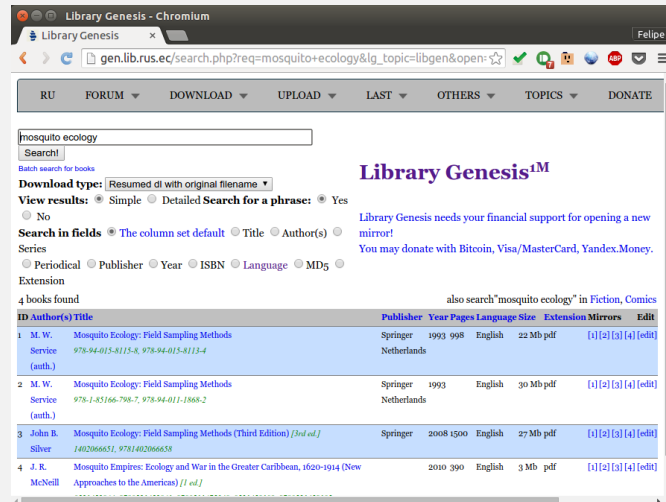 Library Genesis - Chromium
Library Genesis
Felipe
gen.lib.rus.ec/search.php?req=mosquito+ecology&lg_topic=libgen&open=
7
ABP
RU FORUM DOWNLOAD UPLOAD LAST OTHERS TOPICS DONATE
mosquito ecology
Search!
Batch search for books
Download type: Resumed dl with original filename
View results: Simple Detailed Search for a phrase: Yes
No
Search in fields The column set default Title Author(s)
Series
Periodical Publisher Year ISBN Language MD5
Extension
Library Genesis1M
Library Genesis needs your financial support for opening a new
mirror!
You may donate with Bitcoin, Visa/MasterCard, Yandex.Money.
4 books found also search"mosquito ecology" in Fiction, Comics
ID Author(s) Title Publisher Year Pages Language Size Extension Mirrors Edit
1 M. W. Mosquito Ecology: Field Sampling Methods Springer 1993 998 English 22 Mb pdf [1] [2] [3] [4] [edit]
Service 978-94-015-8115-8, 978-94-015-8113-4 Netherlands
(auth.)
2 M. W. Mosquito Ecology: Field Sampling Methods Springer 1993 English 30 Mb pdf [1] [2] [3] [4] [edit]
Service 978-1-85166-798-7, 978-94-011-1868-2 Netherlands
(auth.)
3 John B. Mosquito Ecology: Field Sampling Methods (Third Edition) [3rd ed.] Springer 2008 1500 English 27 Mb pdf [1] [2] [3] [4] [edit]
Silver 1402066651, 9781402066658
4 J. R. Mosquito Empires: Ecology and War in the Greater Caribbean, 1620-1914 (New 2010 390 English 3 Mb pdf [1] [2] [3] [4] [edit]
McNeill Approaches to the Americas) [1 ed.]